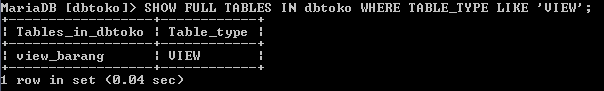 MariaDB [dbtoko]> SHOW FULL TABLES IN dbtoko WHERE TABLE_TYPE LIKE 'VIEW';
+------------------+------------+
| Tables_in_dbtoko | Table_type |
+------------------+------------+
| view_barang      | VIEW       |
+------------------+------------+
1 row in set (0.04 sec)